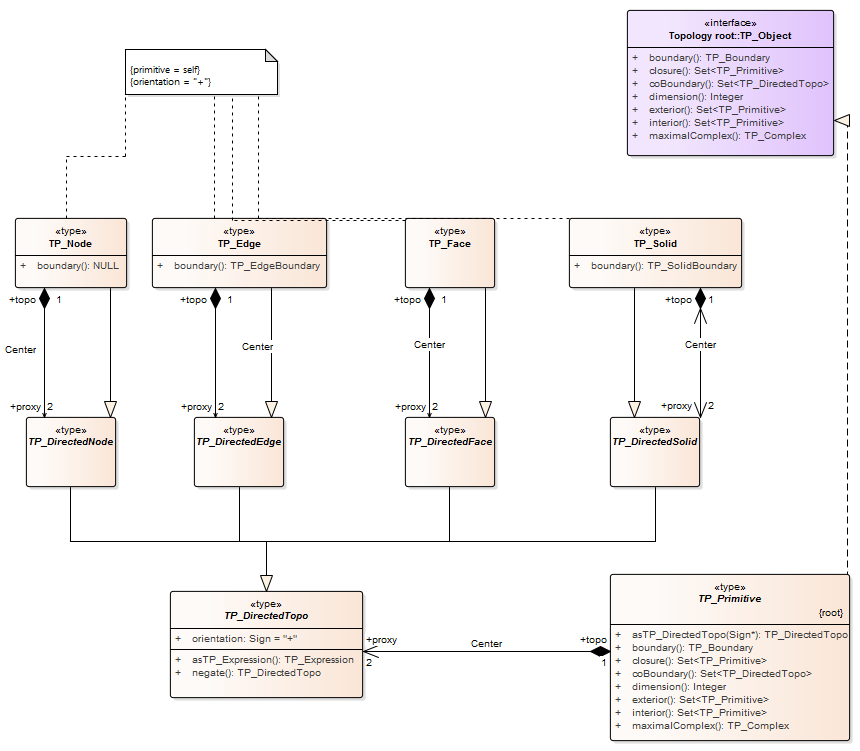 «interface»
Topology root::TP_Object
+ boundary(): TP_Boundary
+ closure(): Set<TP_Primitive>
+ coBoundary(): Set<TP_DirectedTopo>
+ dimension(): Integer
+ exterior(): Set<TP_Primitive>
+ interior(): Set<TP_Primitive>
+ maximalComplex(): TP_Complex
{primitive = self}
{orientation = "+"}
«type»
TP_Node
+ boundary(): NULL
«type»
TP_Edge
+ boundary(): TP_EdgeBoundary
«type»
TP_Face
«type»
TP_Solid
+ boundary(): TP_SolidBoundary
+topo 1
+topo 1
+topo 1
+topo 1
Center
Center
Center
Center
+proxy 2
+proxy 2
+proxy 2
+proxy 2
«type»
TP_DirectedNode
«type»
TP_DirectedEdge
«type»
TP_DirectedFace
«type»
TP_DirectedSolid
«type»
TP_DirectedTopo
+ orientation: Sign = "+"
+ asTP_Expression(): TP_Expression
+ negate(): TP_DirectedTopo
+proxy
2
Center
+topo
1
«type»
TP_Primitive
{root}
+ asTP_DirectedTopo(Sign*): TP_DirectedTopo
+ boundary(): TP_Boundary
+ closure(): Set<TP_Primitive>
+ coBoundary(): Set<TP_DirectedTopo>
+ dimension(): Integer
+ exterior(): Set<TP_Primitive>
+ interior(): Set<TP_Primitive>
+ maximalComplex(): TP_Complex